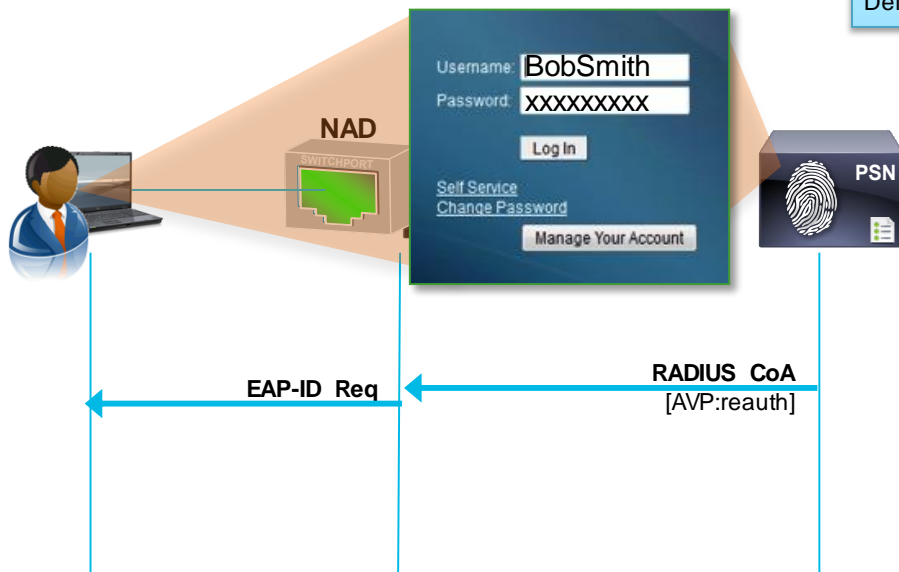 Username: BobSmith
Password: xxxxxxxxx
NAD
SWITCHPORT
Log In
PSN
Self Service
Change Password
Manage Your Account
RADIUS CoA
EAP-ID Req
[AVP:reauth]